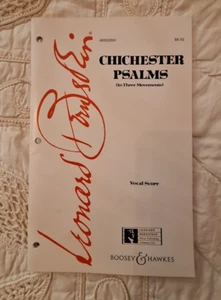 Leonard Bernstein
CHICHESTER
PSALMS
(in Three Movements)
Vocal Score
BOOSEY & HAWKES